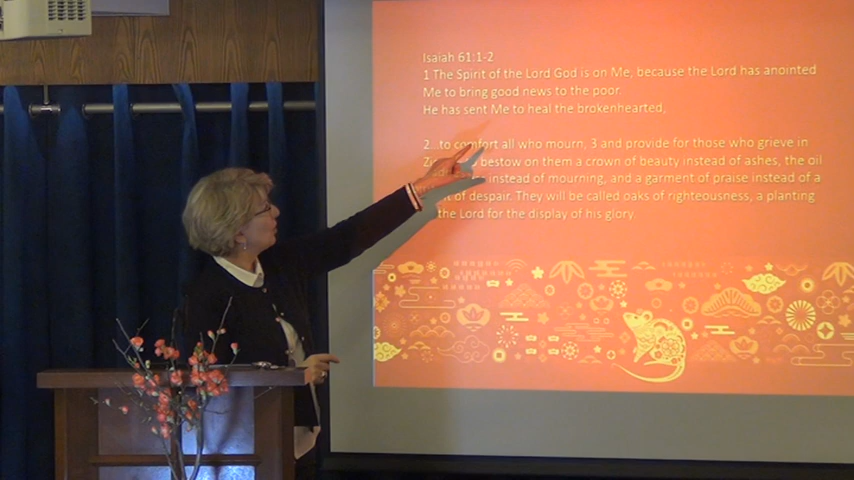 Isaiah 61:1-2
1 The Spirit of the Lord God is on Me, because the Lord has anointed
Me to bring good news to the poor.
He has sent Me to heal the brokenhearted,
2...to comfort all who mourn, 3 and provide for those who grieve in
bestow on them a crown of beauty instead of ashes, the oil
instead of mourning, and a garment of praise instead of a
of despair. They will be called oaks of righteousness, a planting
the Lord for the display of his glory.